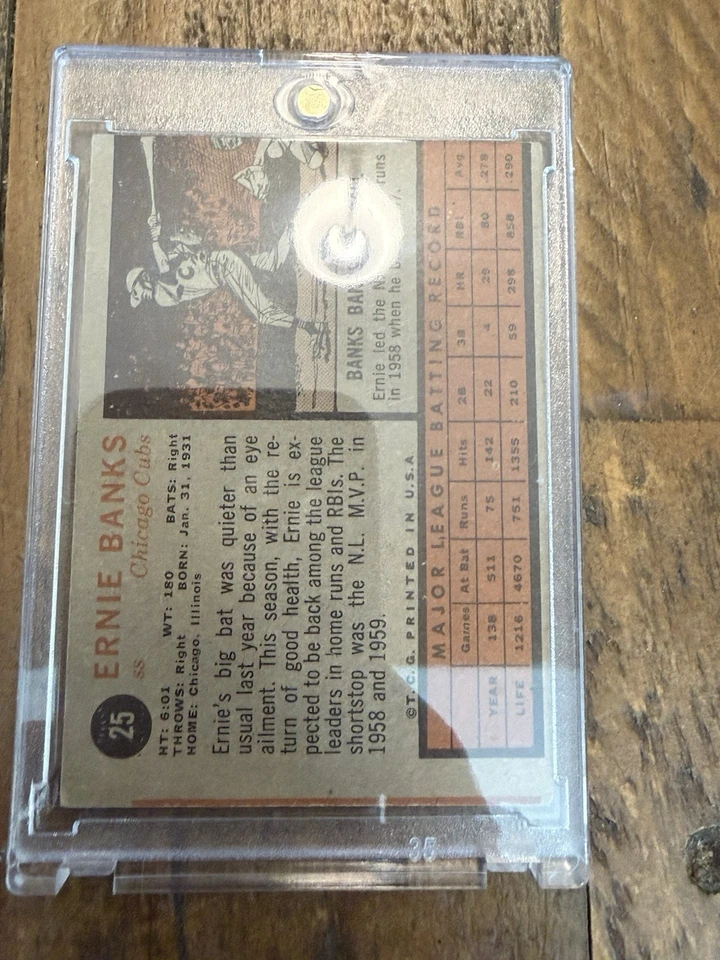 25
ERNIE BANKS
SS Chicago Cubs
HT: 6:01 WT: 180 BATS: Right
THROWS: Right BORN: Jan. 31, 1931
HOME: Chicago, Illinois
Ernie's big bat was quieter than
usual last year because of an eye
ailment. This season, with the re-
turn of good health, Ernie is ex-
pected to be back among the league
leaders in home runs and RBIs. The
shortstop was the N.L. M.V.P. in
1958 and 1959.
C
BANKS
Ernie led the runs
in 1958 when he
©T.C.G. PRINTED IN U.S.A
MAJOR LEAGUE BATTING RECORD
Games At Bat Runs Hits 2B 3B HR RBI Avg.
YEAR 138 511 75 142 22 4 29 80 .278
LIFE 1216 4670 751 1355 210 59 298 858 .290
35